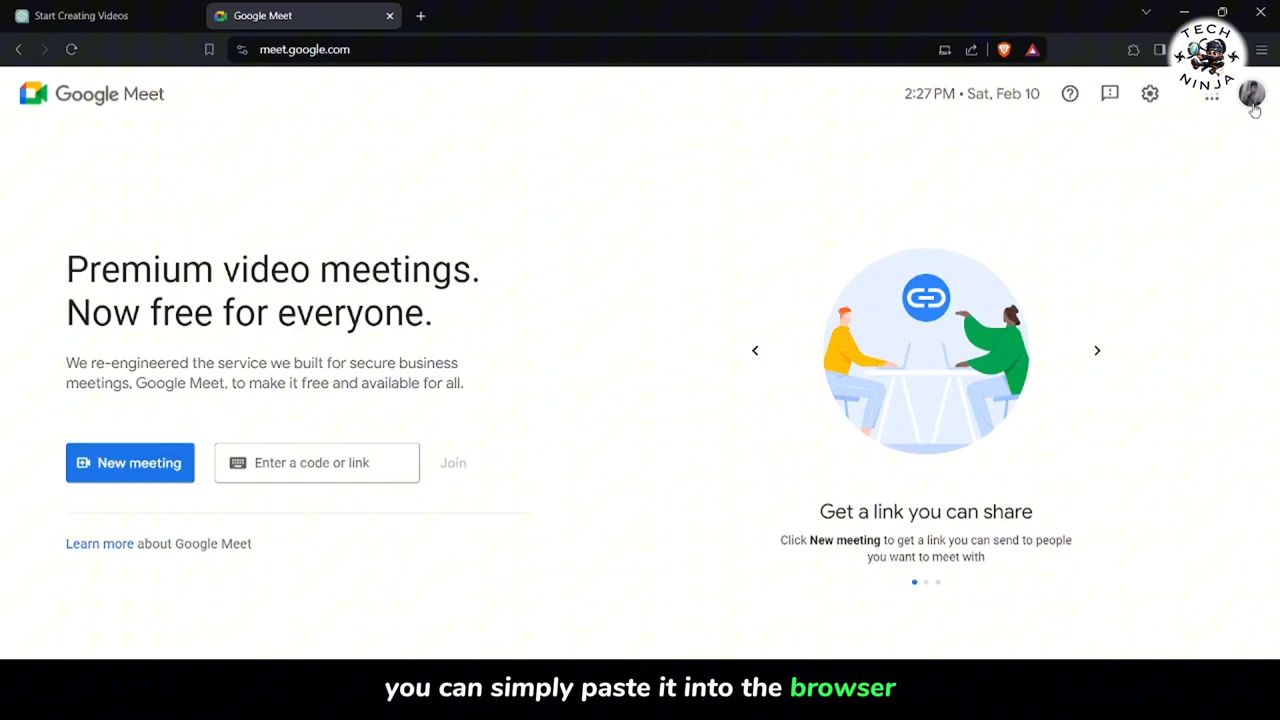 Start Creating Videos
Google Meet
meet.google.com
TECH
NINJA
Google Meet
2:27 PM • Sat, Feb 10
Premium video meetings.
Now free for everyone.
We re-engineered the service we built for secure business
meetings, Google Meet, to make it free and available for all.
New meeting
Enter a code or link
Join
Learn more about Google Meet
Get a link you can share
Click New meeting to get a link you can send to people
you want to meet with
you can simply paste it into the browser